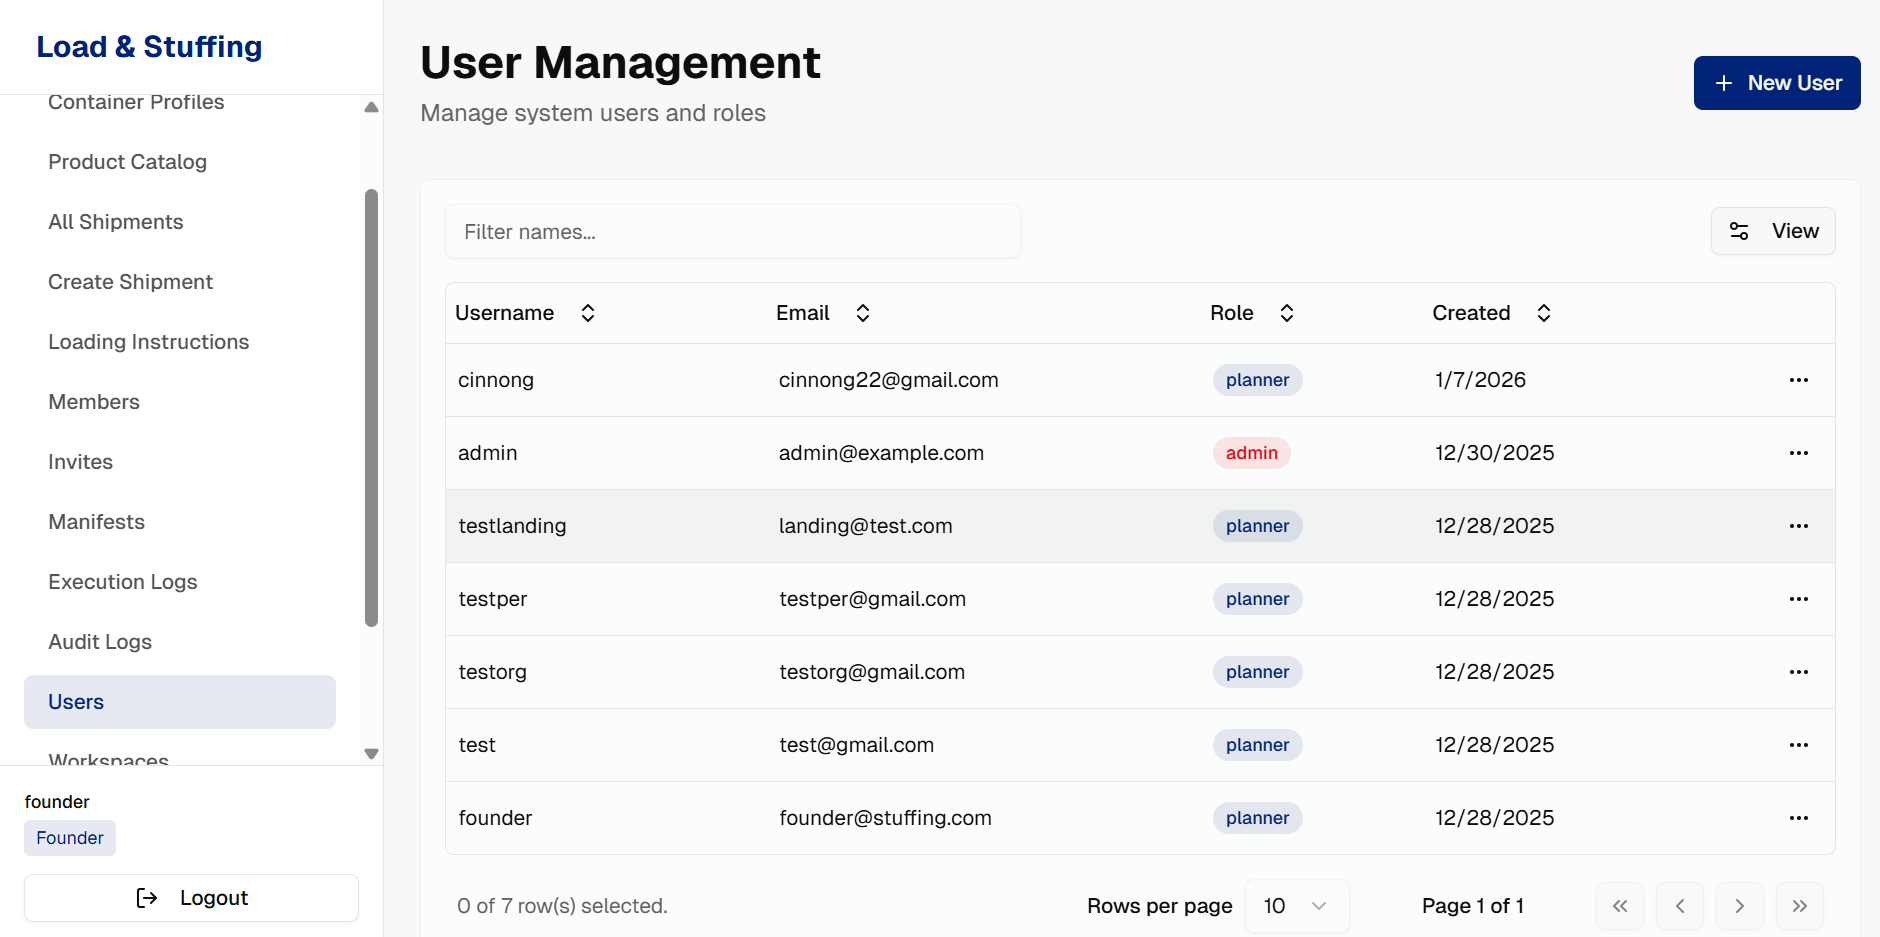 Load & Stuffing
Container Profiles
Product Catalog
All Shipments
Create Shipment
Loading Instructions
Members
Invites
Manifests
Execution Logs
Audit Logs
Users
Workspaces
founder
Founder
Logout
User Management
Manage system users and roles
New User
Filter names...
View
Username Email Role Created
cinnong cinnong22@gmail.com planner 1/7/2026
admin admin@example.com admin 12/30/2025
testlanding landing@test.com planner 12/28/2025
testper testper@gmail.com planner 12/28/2025
testorg testorg@gmail.com planner 12/28/2025
test test@gmail.com planner 12/28/2025
founder founder@stuffing.com planner 12/28/2025
0 of 7 row(s) selected. Rows per page 10 Page 1 of 1